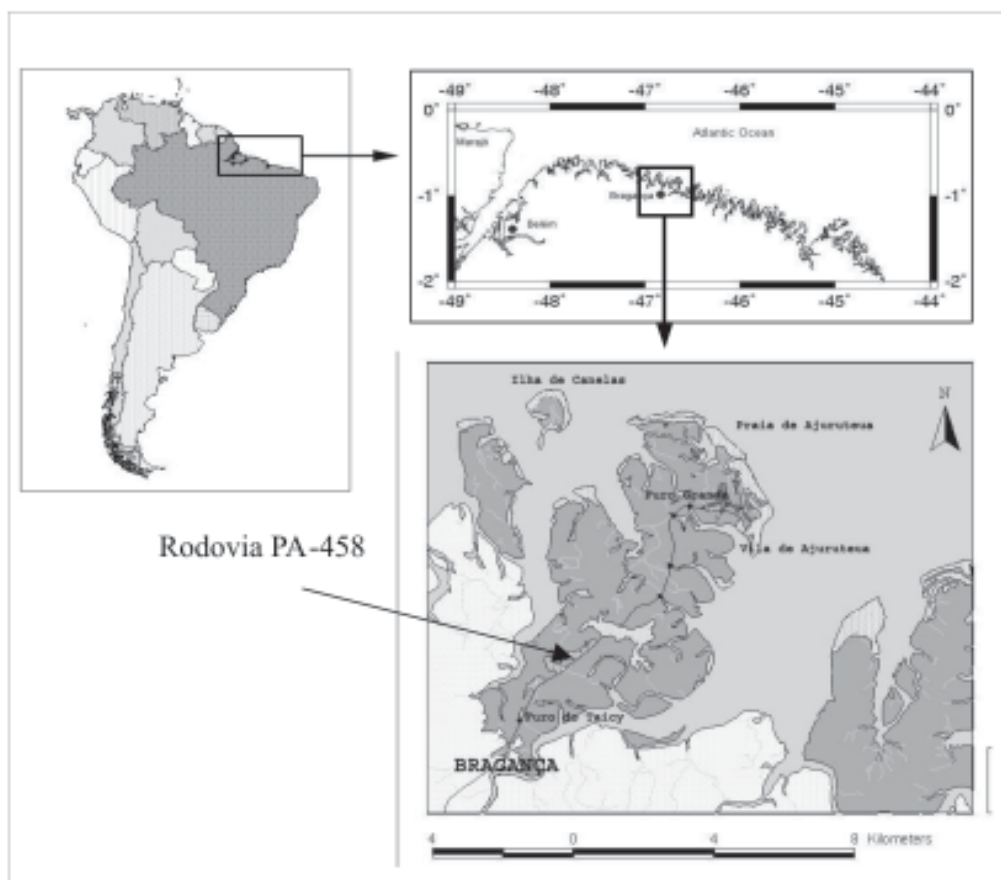 -49° -48° -47° -46° -45° -44°
0° 0°
Atlantic Ocean
Marajó
-1° Bragança -1°
Belém
-2° -2°
-49° -48° -47° -46° -45° -44°
Ilha de Canelas
N
Praia de Ajuruteua
Furo Grande
Rodovia PA-458
Vila de Ajuruteua
Furo do Taicy
BRAGANÇA
4 0 4 8 Kilometers